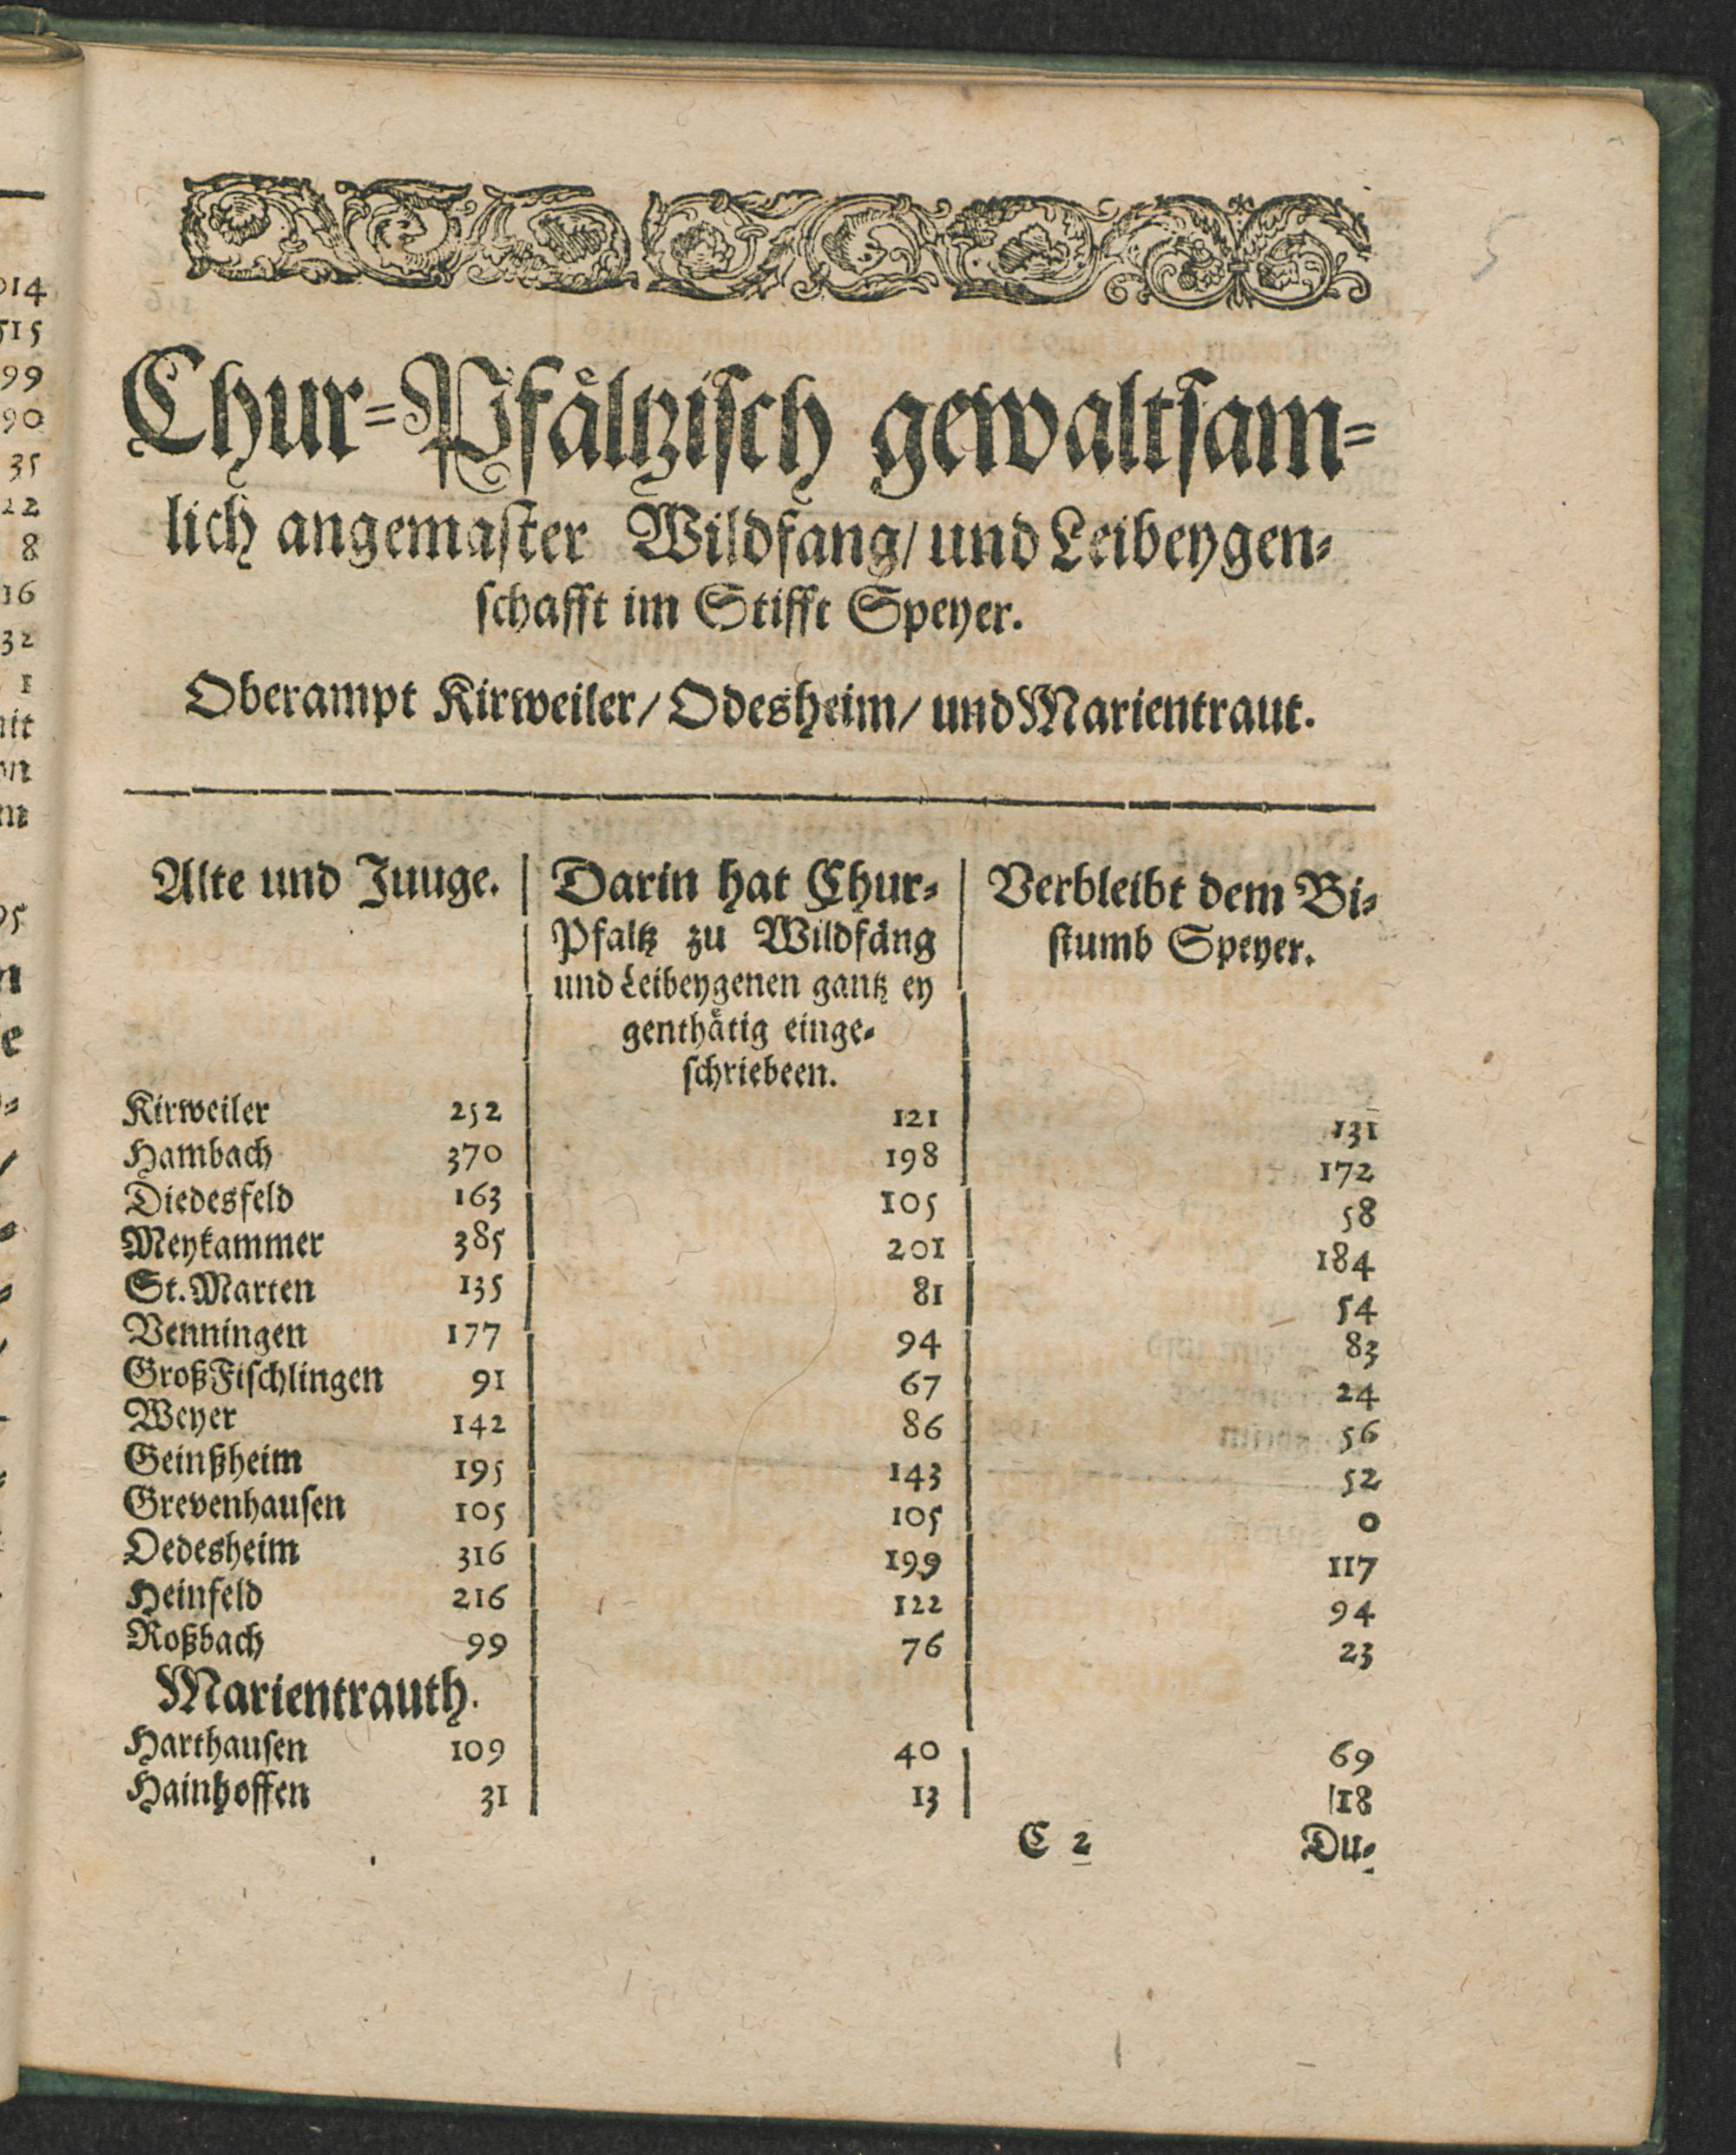 5
Chur-Pfåltzisch gewaltsam-
lich angemaster Wildfang/ und Leibeygen-
schafft im Stifft Speyer.
Oberampt Kirweiler/ Odesheim/ und Marientraut.
Alte und Juuge. | Darin hat Chur- | Verbleibt dem Bi-
Pfaltz zu Wildfäng | stumb Speyer.
und Leibeygenen gantz ey
genthåtig einge-
schriebeen.
Kirweiler 252 | 121 | 131
Hambach 370 | 198 | 172
Diedesfeld 163 | 105 | 58
Meykammer 385 | 201 | 184
St. Marten 135 | 81 | 54
Venningen 177 | 94 | 83
GroßFischlingen 91 | 67 | 24
Weyer 142 | 86 | 56
Geinßheim 195 | 143 | 52
Grevenhausen 105 | 105 | 0
Oedesheim 316 | 199 | 117
Heinfeld 216 | 122 | 94
Roßbach 99 | 76 | 23
Marientrauth.
Harthausen 109 | 40 | 69
Hainhoffen 31 | 13 | 18
C 2 Du-